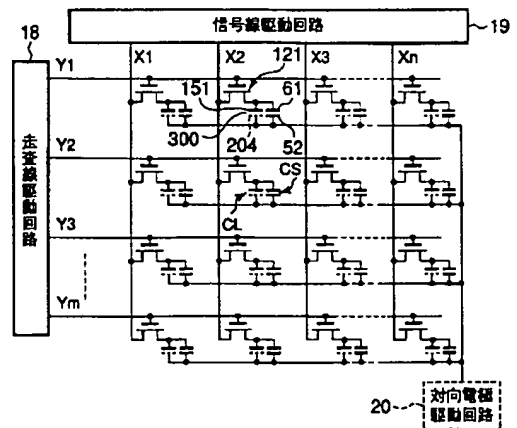 信号線駆動回路
19
18
X1
X2
121
X3
Xn
Y1
151
61
300
204
52
走査線駆動回路
Y2
CS
CL
Y3
Ym
20
対向電極
駆動回路